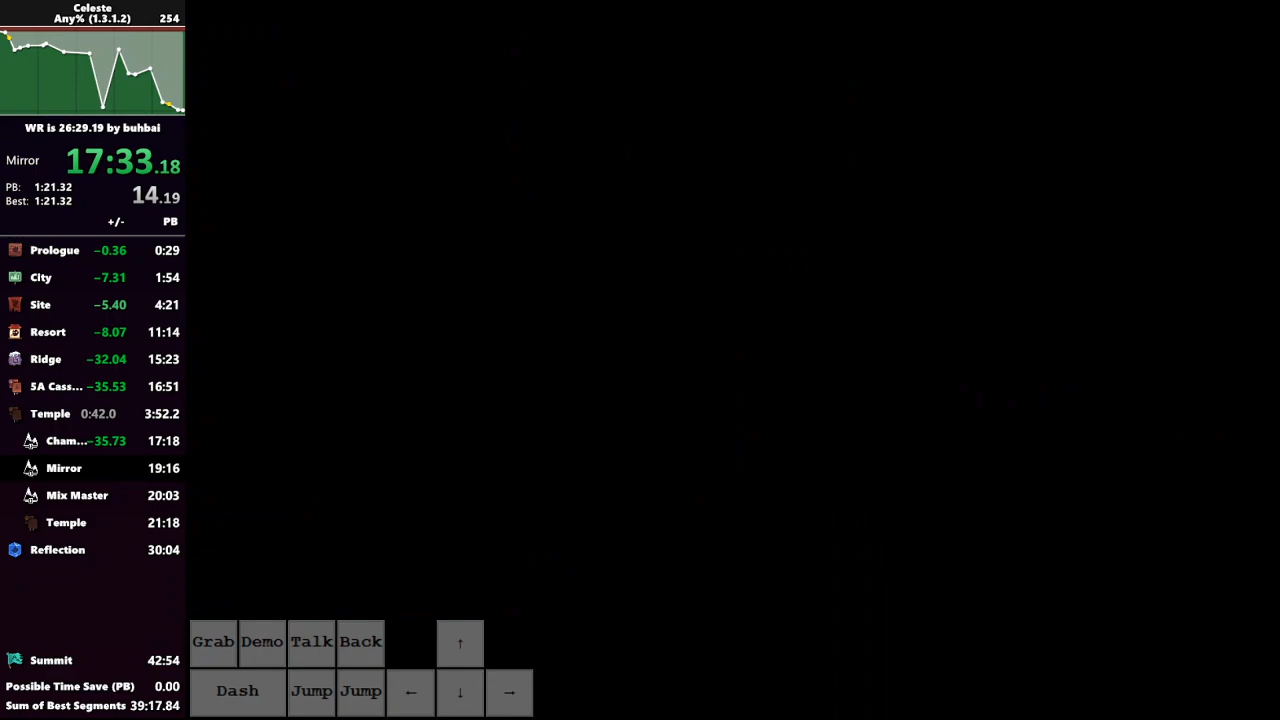 Celeste
Any% (1.3.1.2) 254
WR is 26:29.19 by buhbai
Mirror 17:33.18
PB: 1:21.32
Best: 1:21.32 14.19
+/- PB
Prologue −0.36 0:29
City −7.31 1:54
Site −5.40 4:21
Resort −8.07 11:14
Ridge −32.04 15:23
5A Cass... −35.53 16:51
Temple 0:42.0 3:52.2
Cham... −35.73 17:18
Mirror 19:16
Mix Master 20:03
Temple 21:18
Reflection 30:04
Summit 42:54
Possible Time Save (PB) 0.00
Sum of Best Segments 39:17.84
Grab Demo Talk Back ↑
Dash Jump Jump ← ↓ →